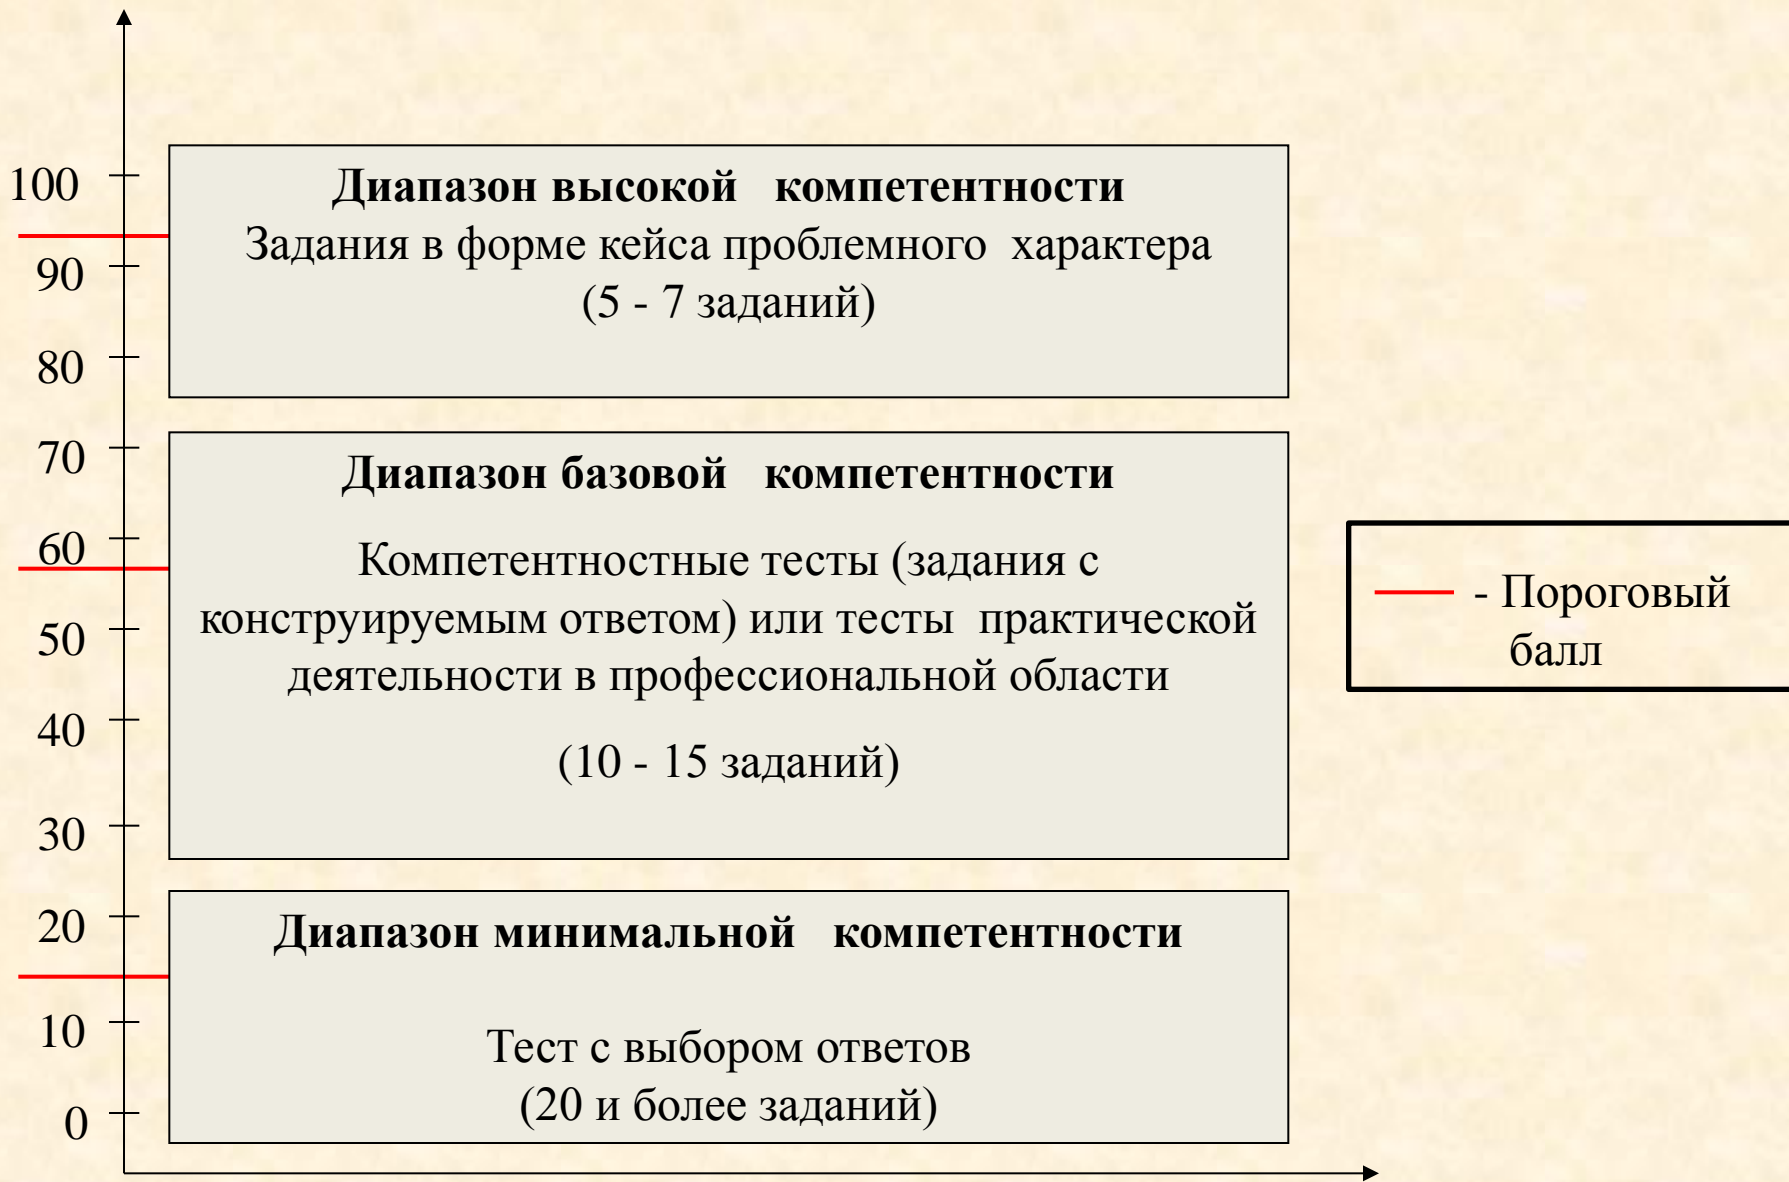 100
90
80
70
60
50
40
30
20
10
0
Диапазон высокой компетентности
Задания в форме кейса проблемного характера
(5 - 7 заданий)
Диапазон базовой компетентности
Компетентностные тесты (задания с
конструируемым ответом) или тесты практической
деятельности в профессиональной области
(10 - 15 заданий)
Диапазон минимальной компетентности
Тест с выбором ответов
(20 и более заданий)
- Пороговый
балл